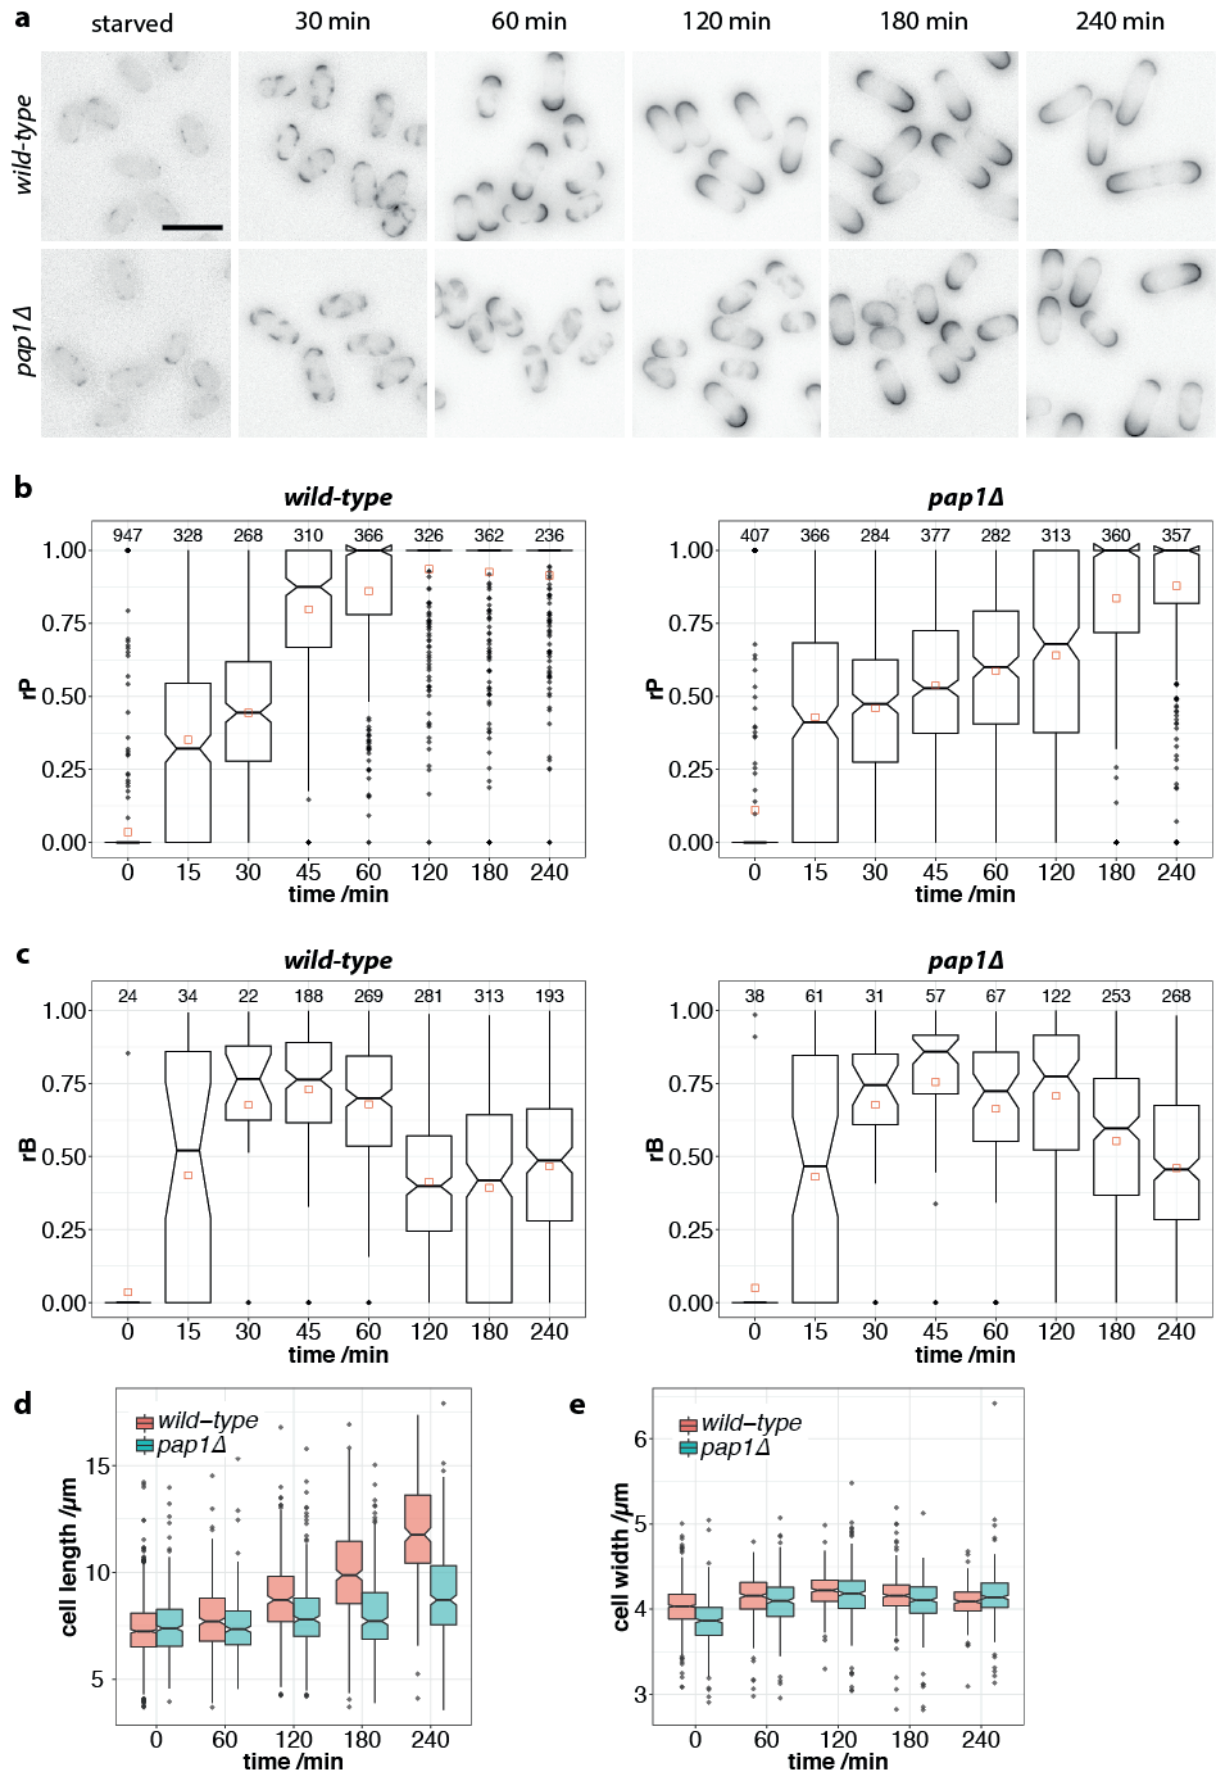 a
starved 30 min 60 min 120 min 180 min 240 min
wild-type
pap1Δ
b
wild-type
947 328 268 310 366 326 362 236
1.00
0.75
0.50
0.25
0.00
rP
0 15 30 45 60 120 180 240
time /min
pap1Δ
407 366 284 377 282 313 360 357
1.00
0.75
0.50
0.25
0.00
rP
0 15 30 45 60 120 180 240
time /min
c
wild-type
24 34 22 188 269 281 313 193
1.00
0.75
0.50
0.25
0.00
rB
0 15 30 45 60 120 180 240
time /min
pap1Δ
38 61 31 57 67 122 253 268
1.00
0.75
0.50
0.25
0.00
rB
0 15 30 45 60 120 180 240
time /min
d
wild-type
pap1Δ
15
10
5
cell length /µm
0 60 120 180 240
time /min
e
wild-type
pap1Δ
6
5
4
3
cell width /µm
0 60 120 180 240
time /min